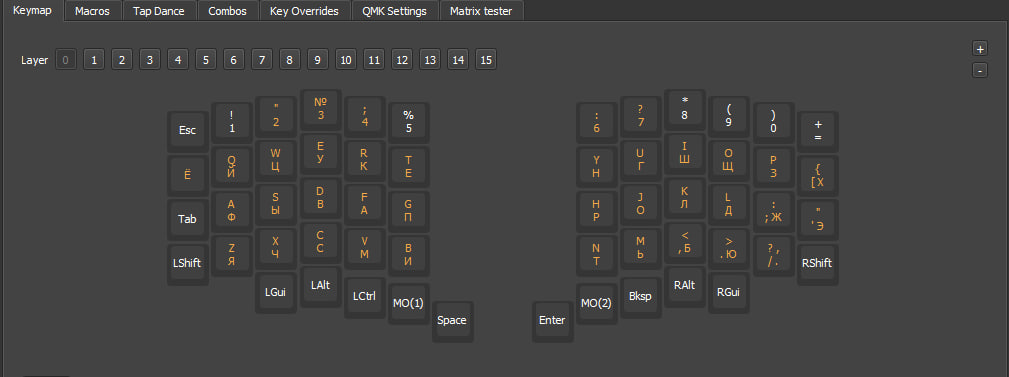 Keymap Macros Tap Dance Combos Key Overrides QMK Settings Matrix tester
Layer 0 1 2 3 4 5 6 7 8 9 10 11 12 13 14 15 +
-
Esc ! " № ; % : ? * ( ) +
1 2 3 4 5 6 7 8 9 0 =
Ё Q W E R T Y U I O P {
Й Ц У К Е Н Г Ш Щ З [ Х
Tab A S D F G H J K L : "
Ф Ы В А П Р О Л Д ; Ж ' Э
LShift Z X C V B N M < > ? , RShift
Я Ч С М И Т Ь , Б . Ю / .
LGui LAlt LCtrl MO(1) Space Enter MO(2) Bksp RAlt RGui